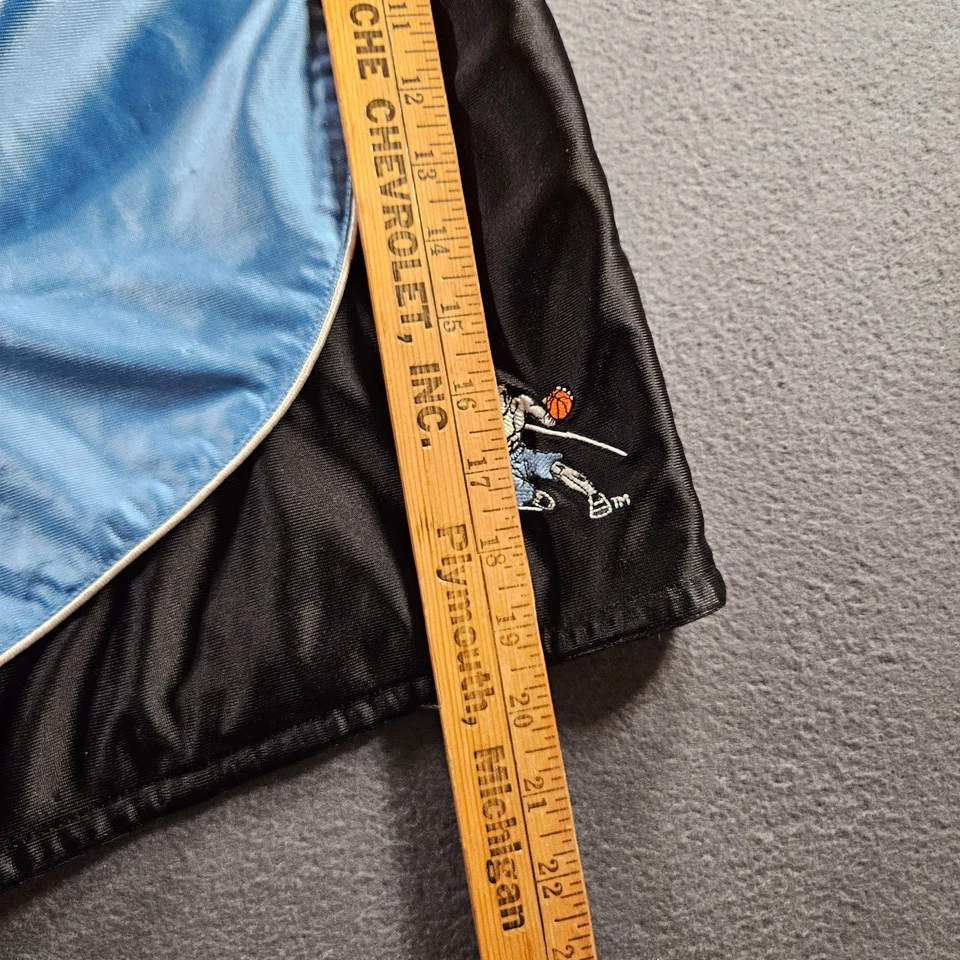 CHE CHEVROLET, INC.
Plymouth, Michigan
11 12 13 14 15 16 17 18 19 20 21 22
TM